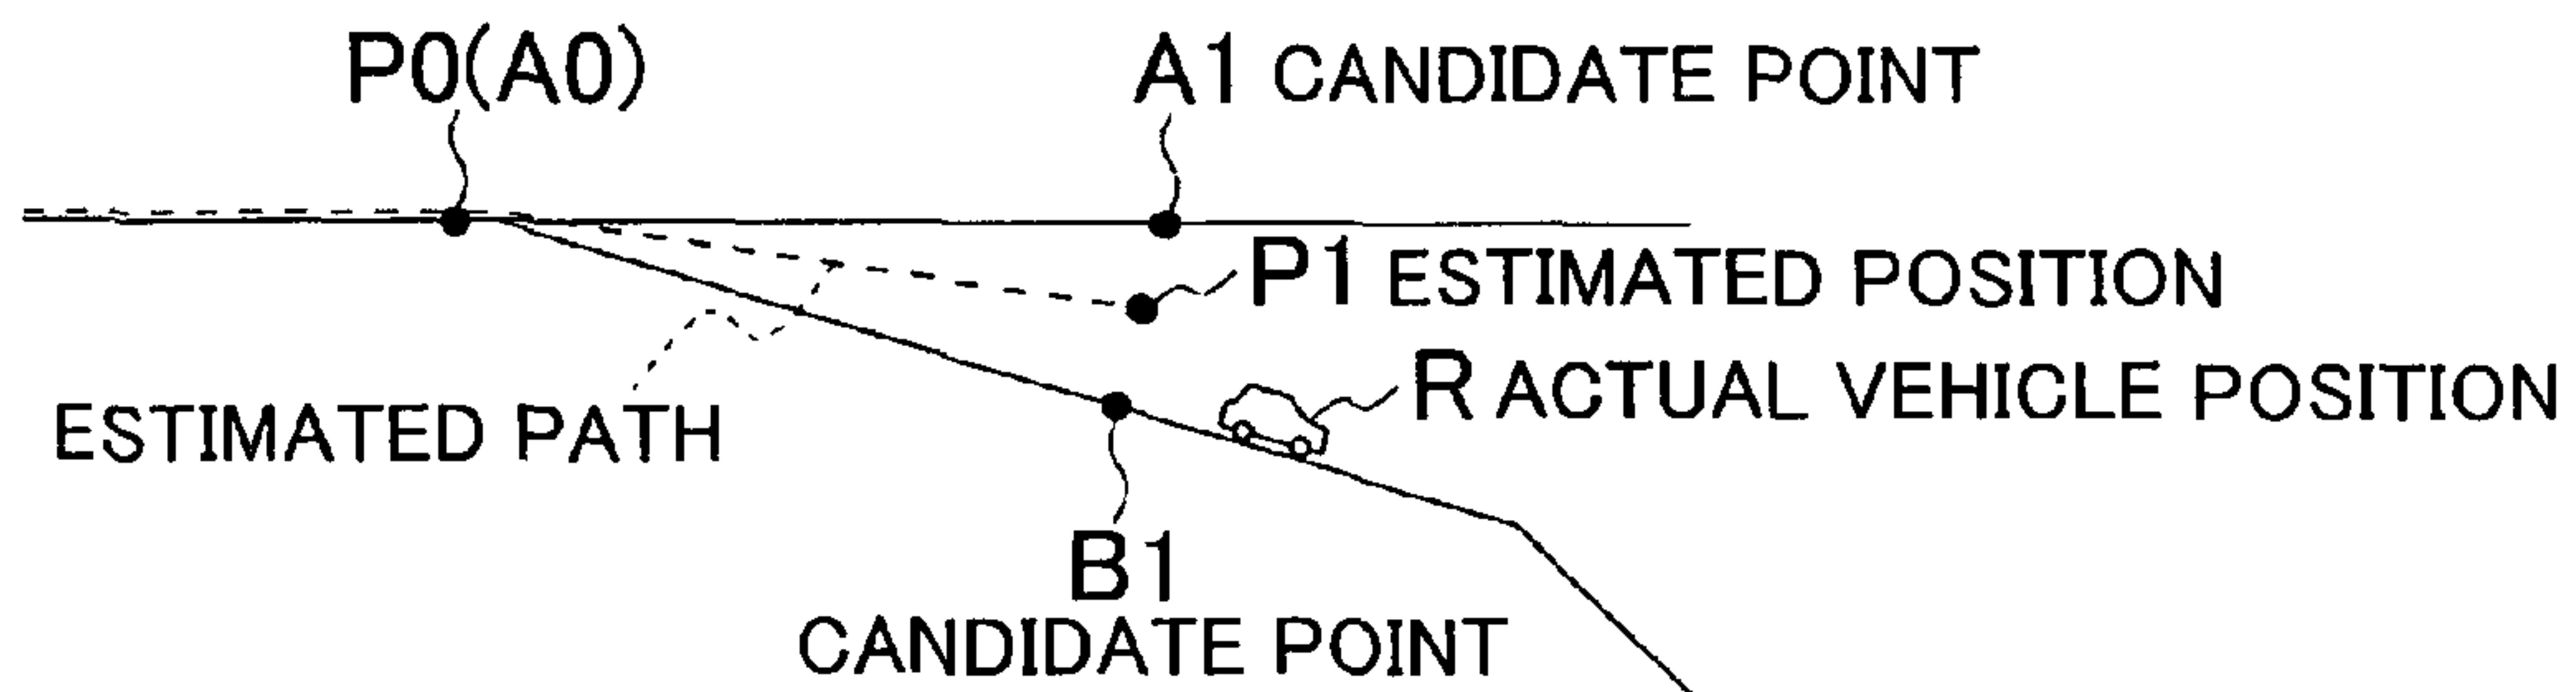 P0(A0)
A1 CANDIDATE POINT
P1 ESTIMATED POSITION
R ACTUAL VEHICLE POSITION
ESTIMATED PATH
B1
CANDIDATE POINT